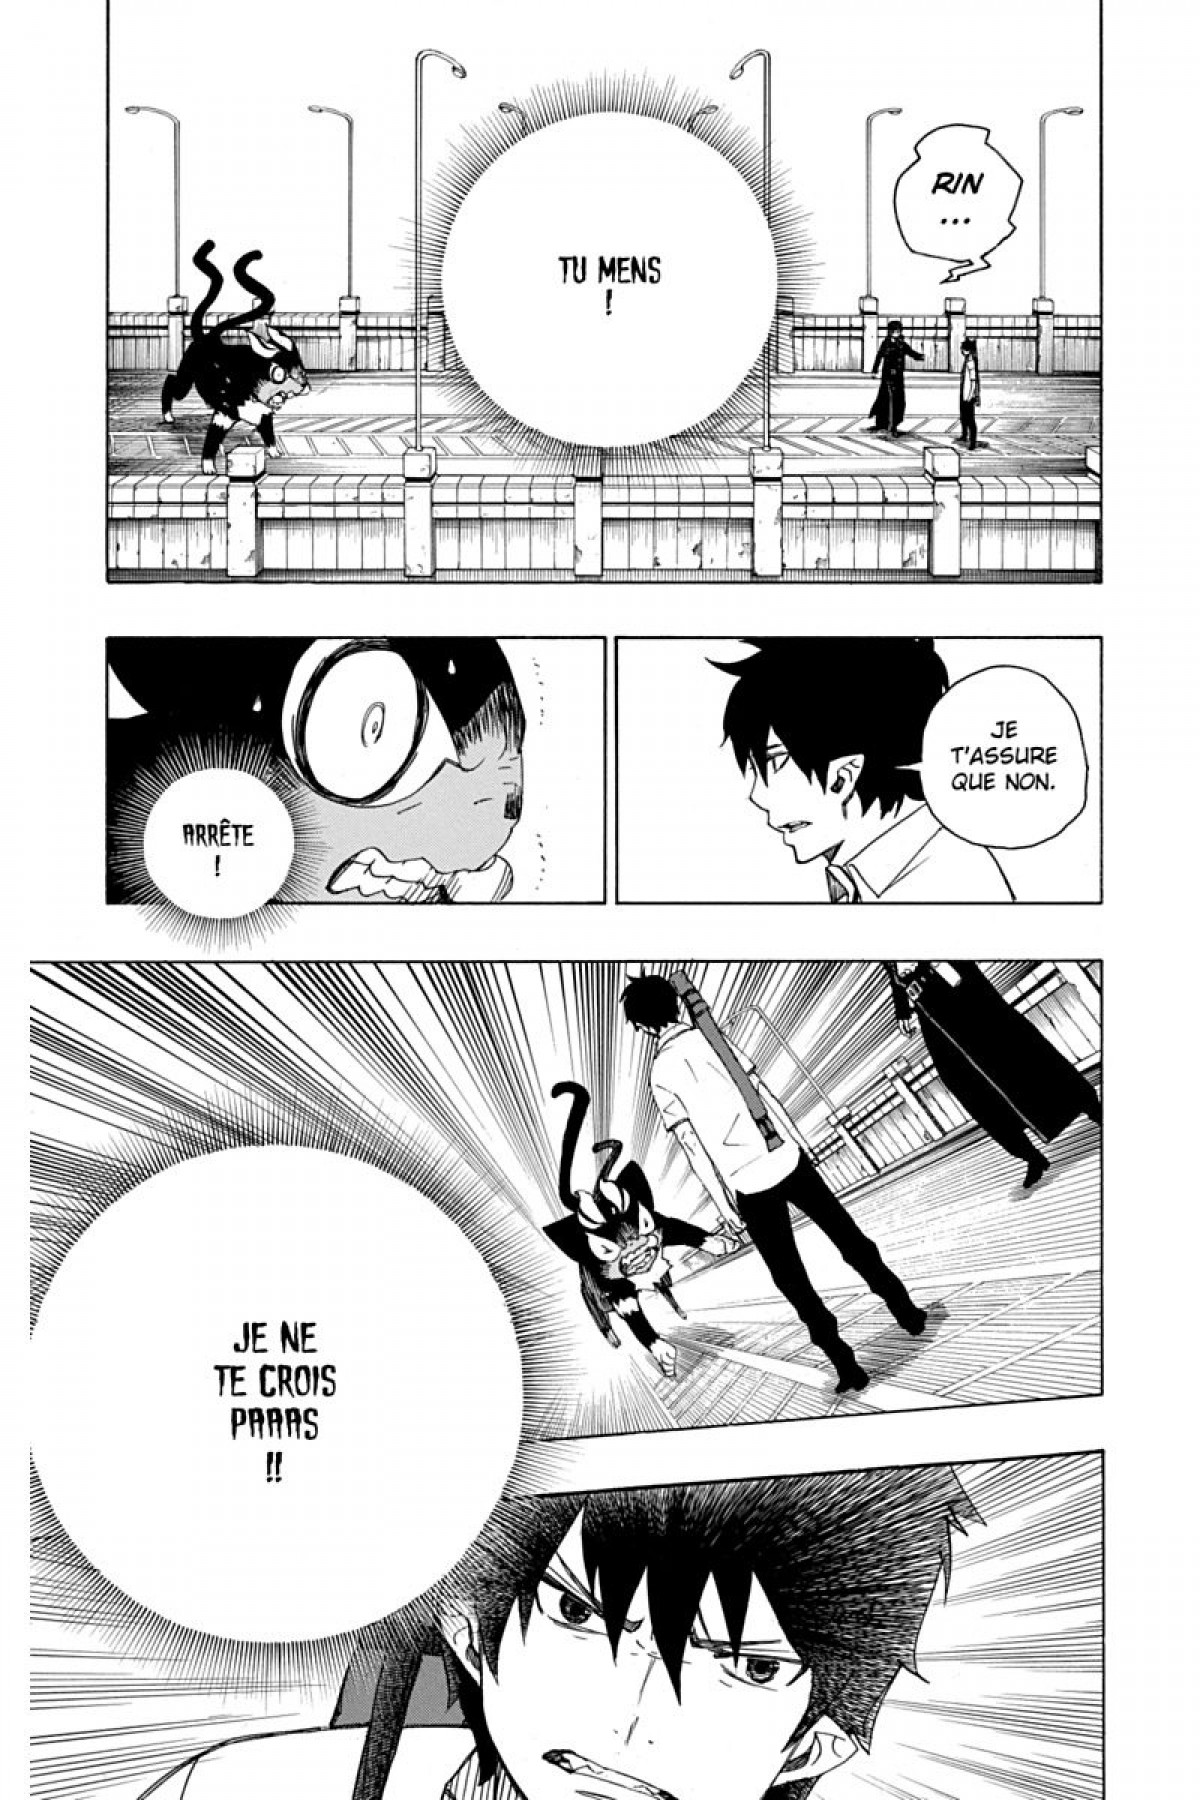 RIN
...
TU MENS
!
JE
T'ASSURE
QUE NON.
ARRÊTE
!
JE NE
TE CROIS
PAAAS
!!